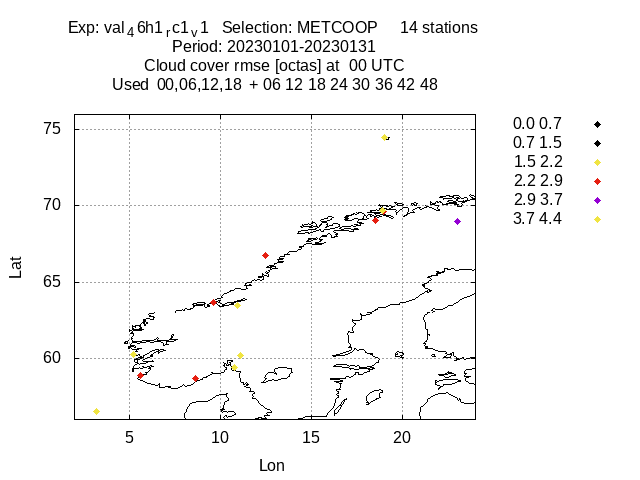 Exp: val4 6h1r c1v 1 Selection: METCOOP 14 stations
Period: 20230101-20230131
Cloud cover rmse [octas] at 00 UTC
Used 00,06,12,18 + 06 12 18 24 30 36 42 48
75
70
65
60
5 10 15 20
Lat
Lon
0.0 0.7
0.7 1.5
1.5 2.2
2.2 2.9
2.9 3.7
3.7 4.4